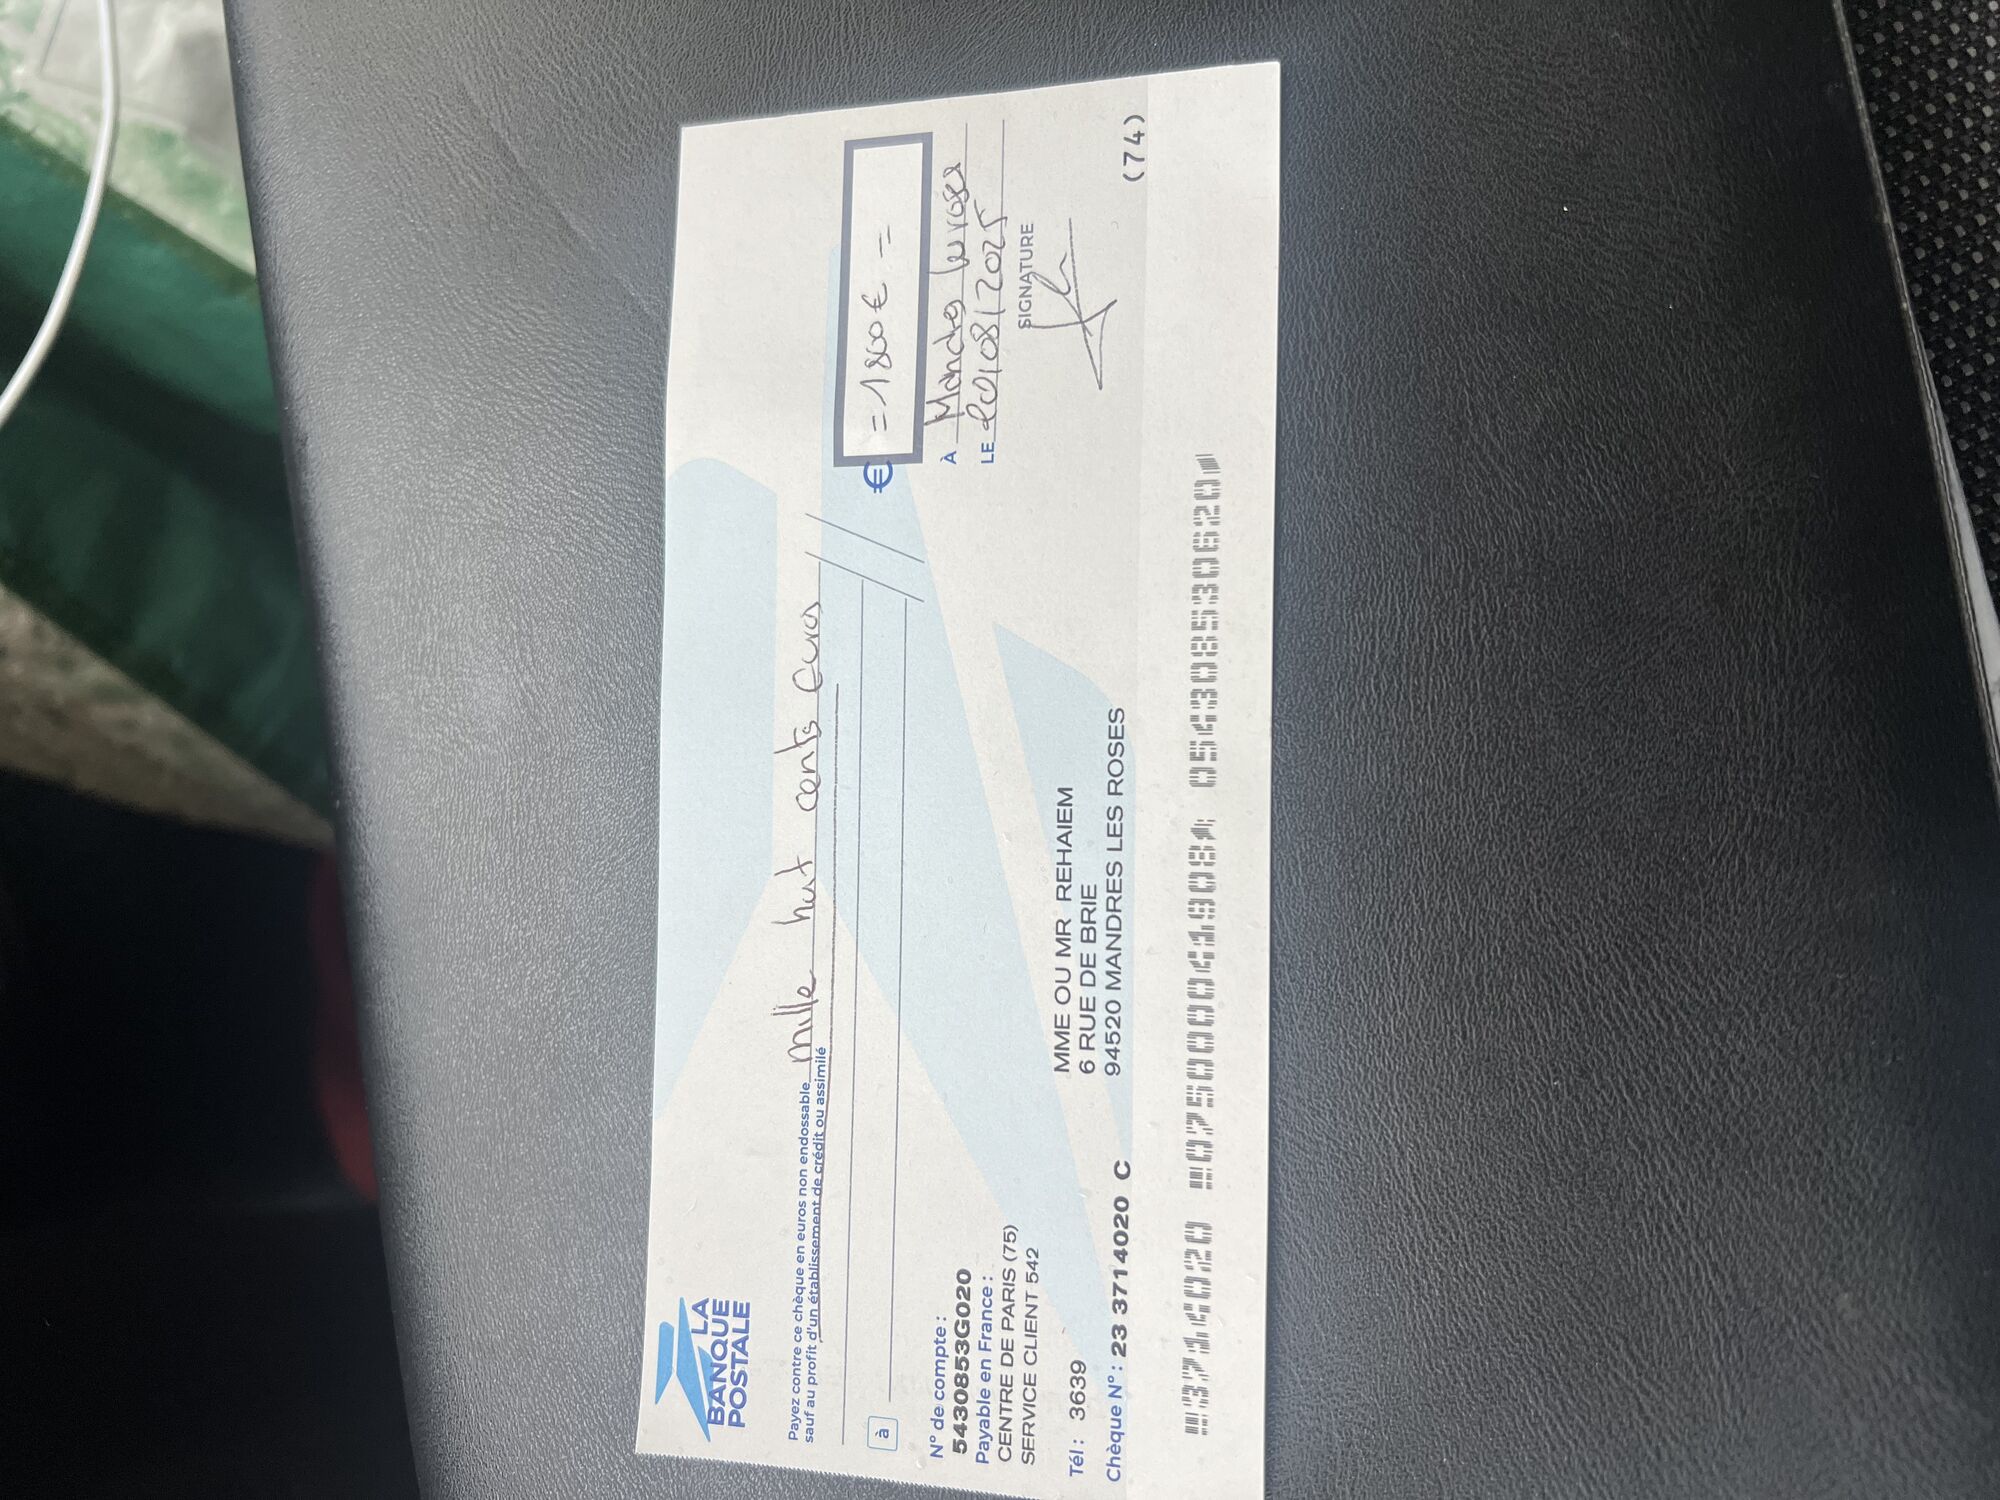 LA
BANQUE
POSTALE
Payez contre ce chèque en euros non endossable
sauf au profit d'un établissement de crédit ou assimilé
mille huit cents euros
à
€ =1800€=
À Mandres les roses
LE 20/08/2025
SIGNATURE
N° de compte :
5430853G020
Payable en France :
CENTRE DE PARIS (75)
SERVICE CLIENT 542
Tél : 3639
MME OU MR REHAIEM
6 RUE DE BRIE
94520 MANDRES LES ROSES
Chèque N° : 23 3714020 C
(74)
3714020 075000041908 054308530620